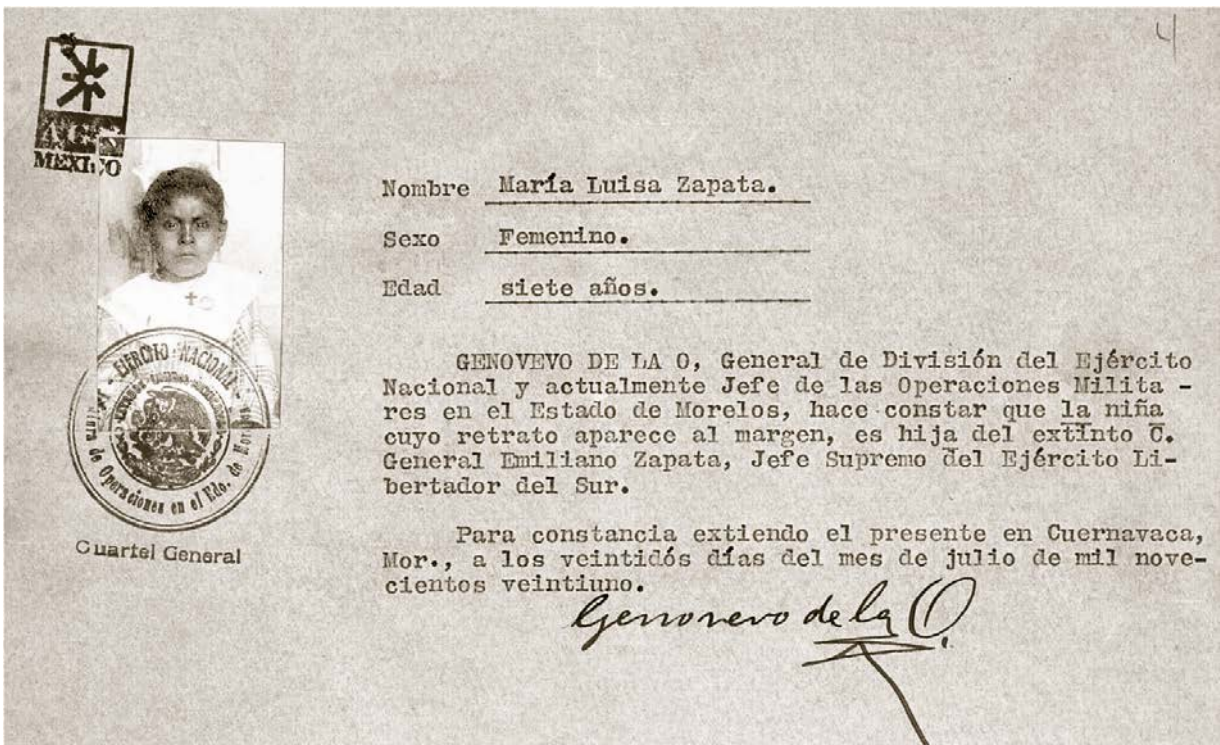 4
AGN
MEXICO
Nombre María Luisa Zapata.
Sexo Femenino.
Edad siete años.
GENOVEVO DE LA O, General de División del Ejército
Nacional y actualmente Jefe de las Operaciones Milita -
res en el Estado de Morelos, hace constar que la niña
cuyo retrato aparece al margen, es hija del extinto C.
General Emiliano Zapata, Jefe Supremo del Ejército Li-
bertador del Sur.
Para constancia extiendo el presente en Cuernavaca,
Mor., a los veintidós días del mes de julio de mil nove-
cientos veintiuno.
Genovevo de la O.
EJERCITO NACIONAL
de Operaciones en el Edo. de Mor
Cuartel General